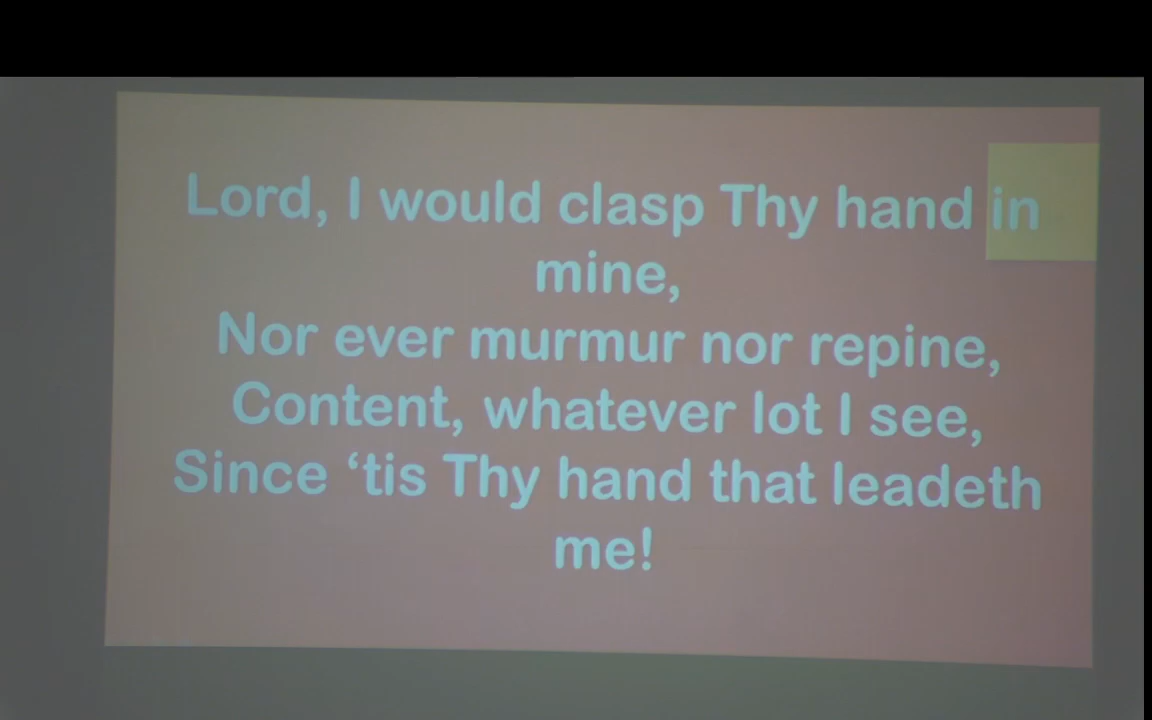 Lord, I would clasp Thy hand in
mine,
Nor ever murmur nor repine,
Content, whatever lot I see,
Since ‘tis Thy hand that leadeth
me!